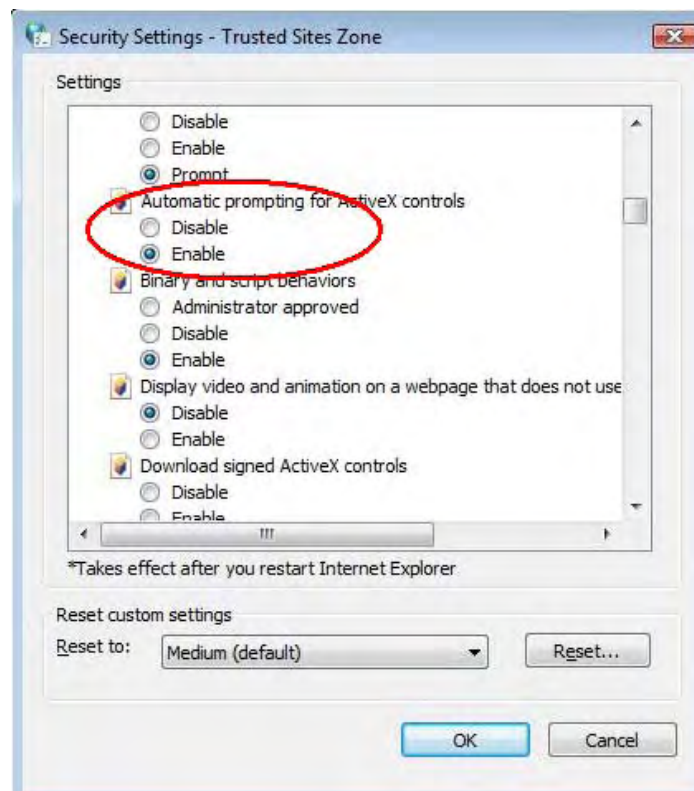 Security Settings - Trusted Sites Zone
Settings
Disable
Enable
Prompt
Automatic prompting for ActiveX controls
Disable
Enable
Binary and script behaviors
Administrator approved
Disable
Enable
Display video and animation on a webpage that does not use
Disable
Enable
Download signed ActiveX controls
Disable
Enable
*Takes effect after you restart Internet Explorer
Reset custom settings
Reset to: Medium (default) Reset...
OK Cancel